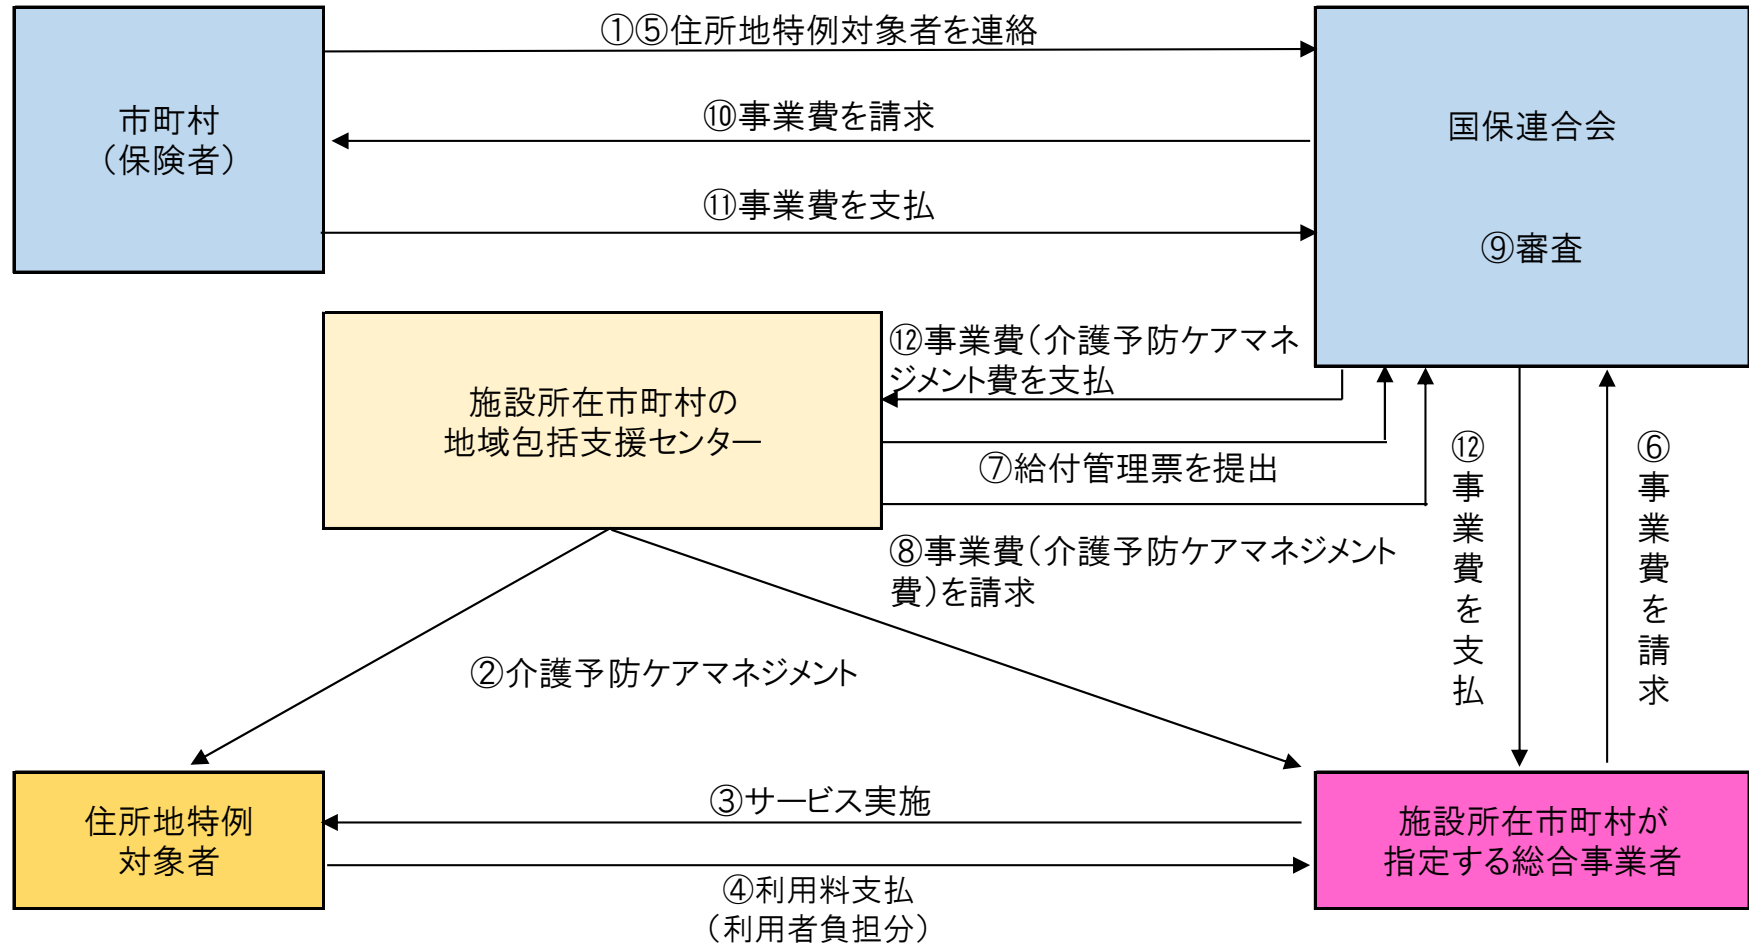 ①⑤住所地特例対象者を連絡
市町村
（保険者）
⑩事業費を請求
国保連合会
⑪事業費を支払
⑨審査
⑫事業費（介護予防ケアマネ
ジメント費を支払
施設所在市町村の
地域包括支援センター
⑦給付管理票を提出
⑧事業費（介護予防ケアマネジメント
費）を請求
⑫事業費を支払
⑥事業費を請求
②介護予防ケアマネジメント
住所地特例
対象者
③サービス実施
④利用料支払
（利用者負担分）
施設所在市町村が
指定する総合事業者